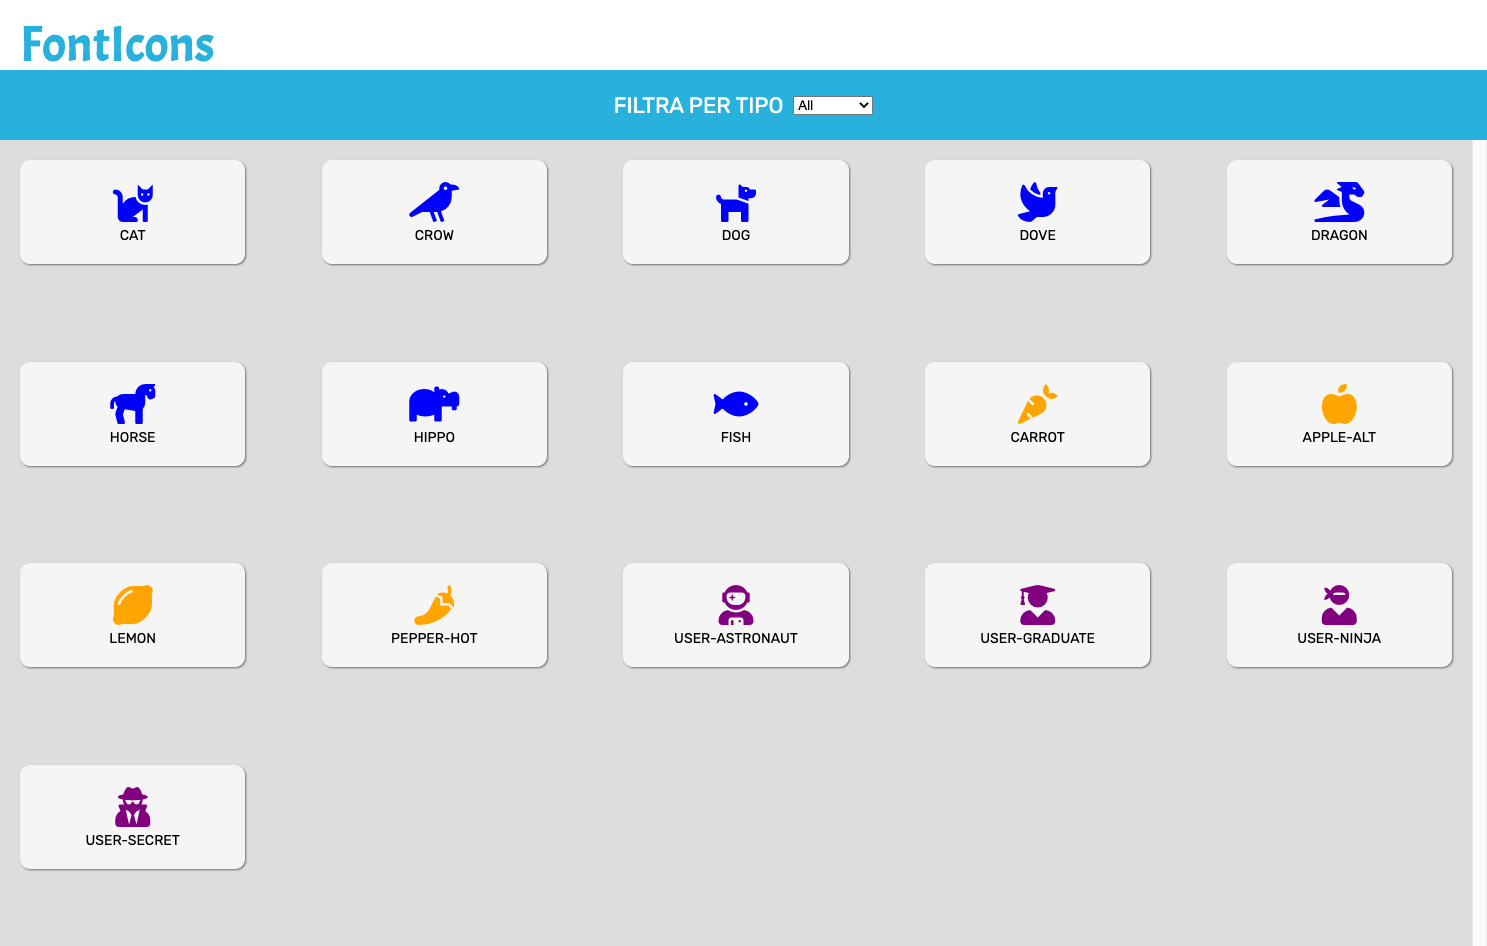 FontIcons
FILTRA PER TIPO All
CAT CROW DOG DOVE DRAGON
HORSE HIPPO FISH CARROT APPLE-ALT
LEMON PEPPER-HOT USER-ASTRONAUT USER-GRADUATE USER-NINJA
USER-SECRET